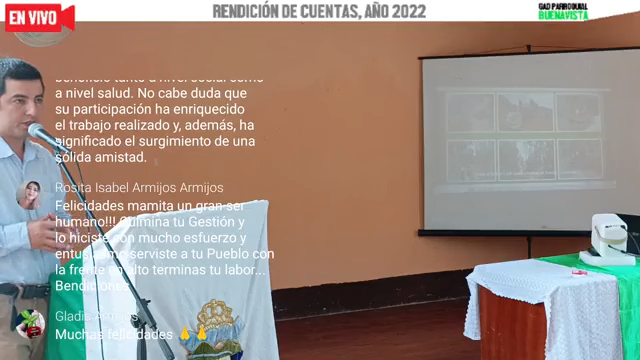 EN VIVO
RENDICIÓN DE CUENTAS, AÑO 2022
GAD PARROQUIAL
BUENAVISTA
beneficio tanto a nivel social como
a nivel salud. No cabe duda que
su participación ha enriquecido
el trabajo realizado y, además, ha
significado el surgimiento de una
sólida amistad.
Rosita Isabel Armijos Armijos
Felicidades mamita un gran ser
humano!!! Culmina tu Gestión y
lo hiciste con mucho esfuerzo y
como serviste a tu Pueblo con
la frente en alto terminas tu labor...
Bendiciones
Gladis Armijos
Muchas felicidades 🙏🙏